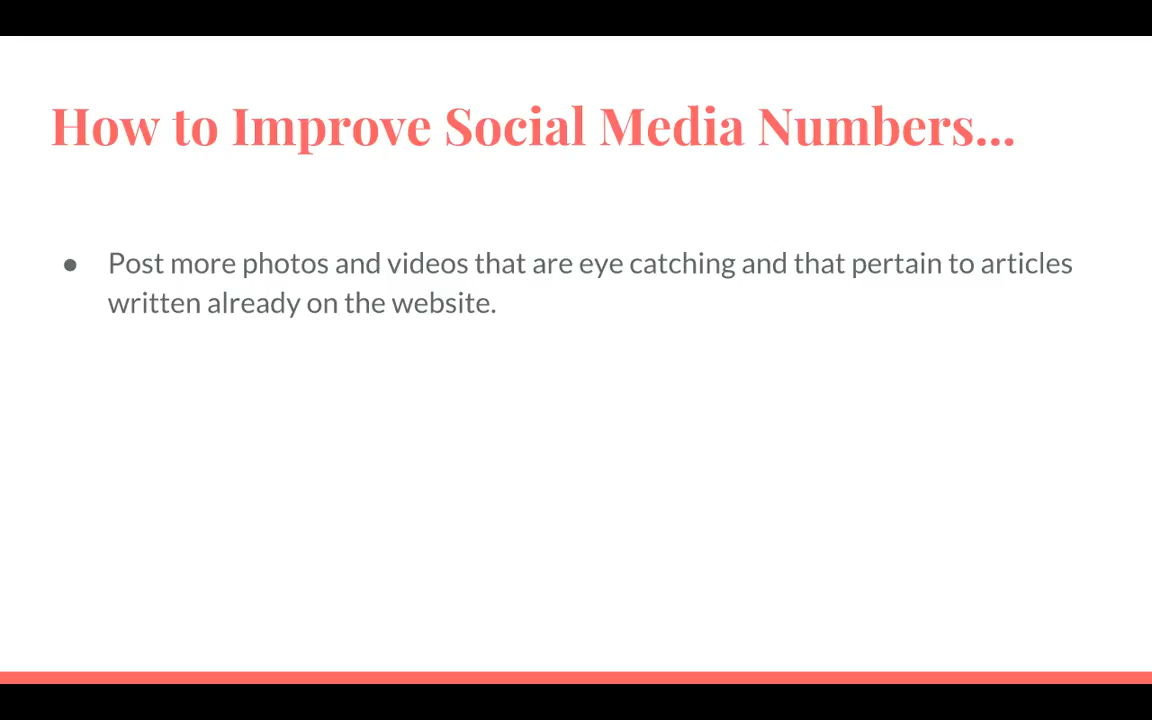 How to Improve Social Media Numbers...
● Post more photos and videos that are eye catching and that pertain to articles
written already on the website.